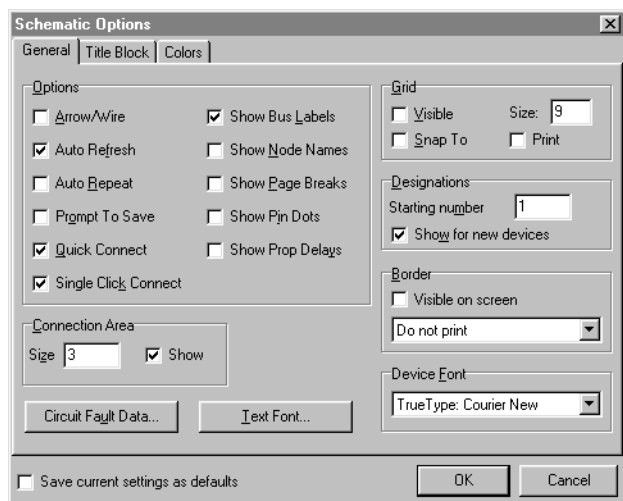 Schematic Options
General Title Block Colors
Options
Arrow/Wire
Auto Refresh
Auto Repeat
Prompt To Save
Quick Connect
Single Click Connect
Show Bus Labels
Show Node Names
Show Page Breaks
Show Pin Dots
Show Prop Delays
Connection Area
Size 3 Show
Circuit Fault Data... Text Font...
Grid
Visible Size: 9
Snap To Print
Designations
Starting number 1
Show for new devices
Border
Visible on screen
Do not print
Device Font
TrueType: Courier New
Save current settings as defaults OK Cancel